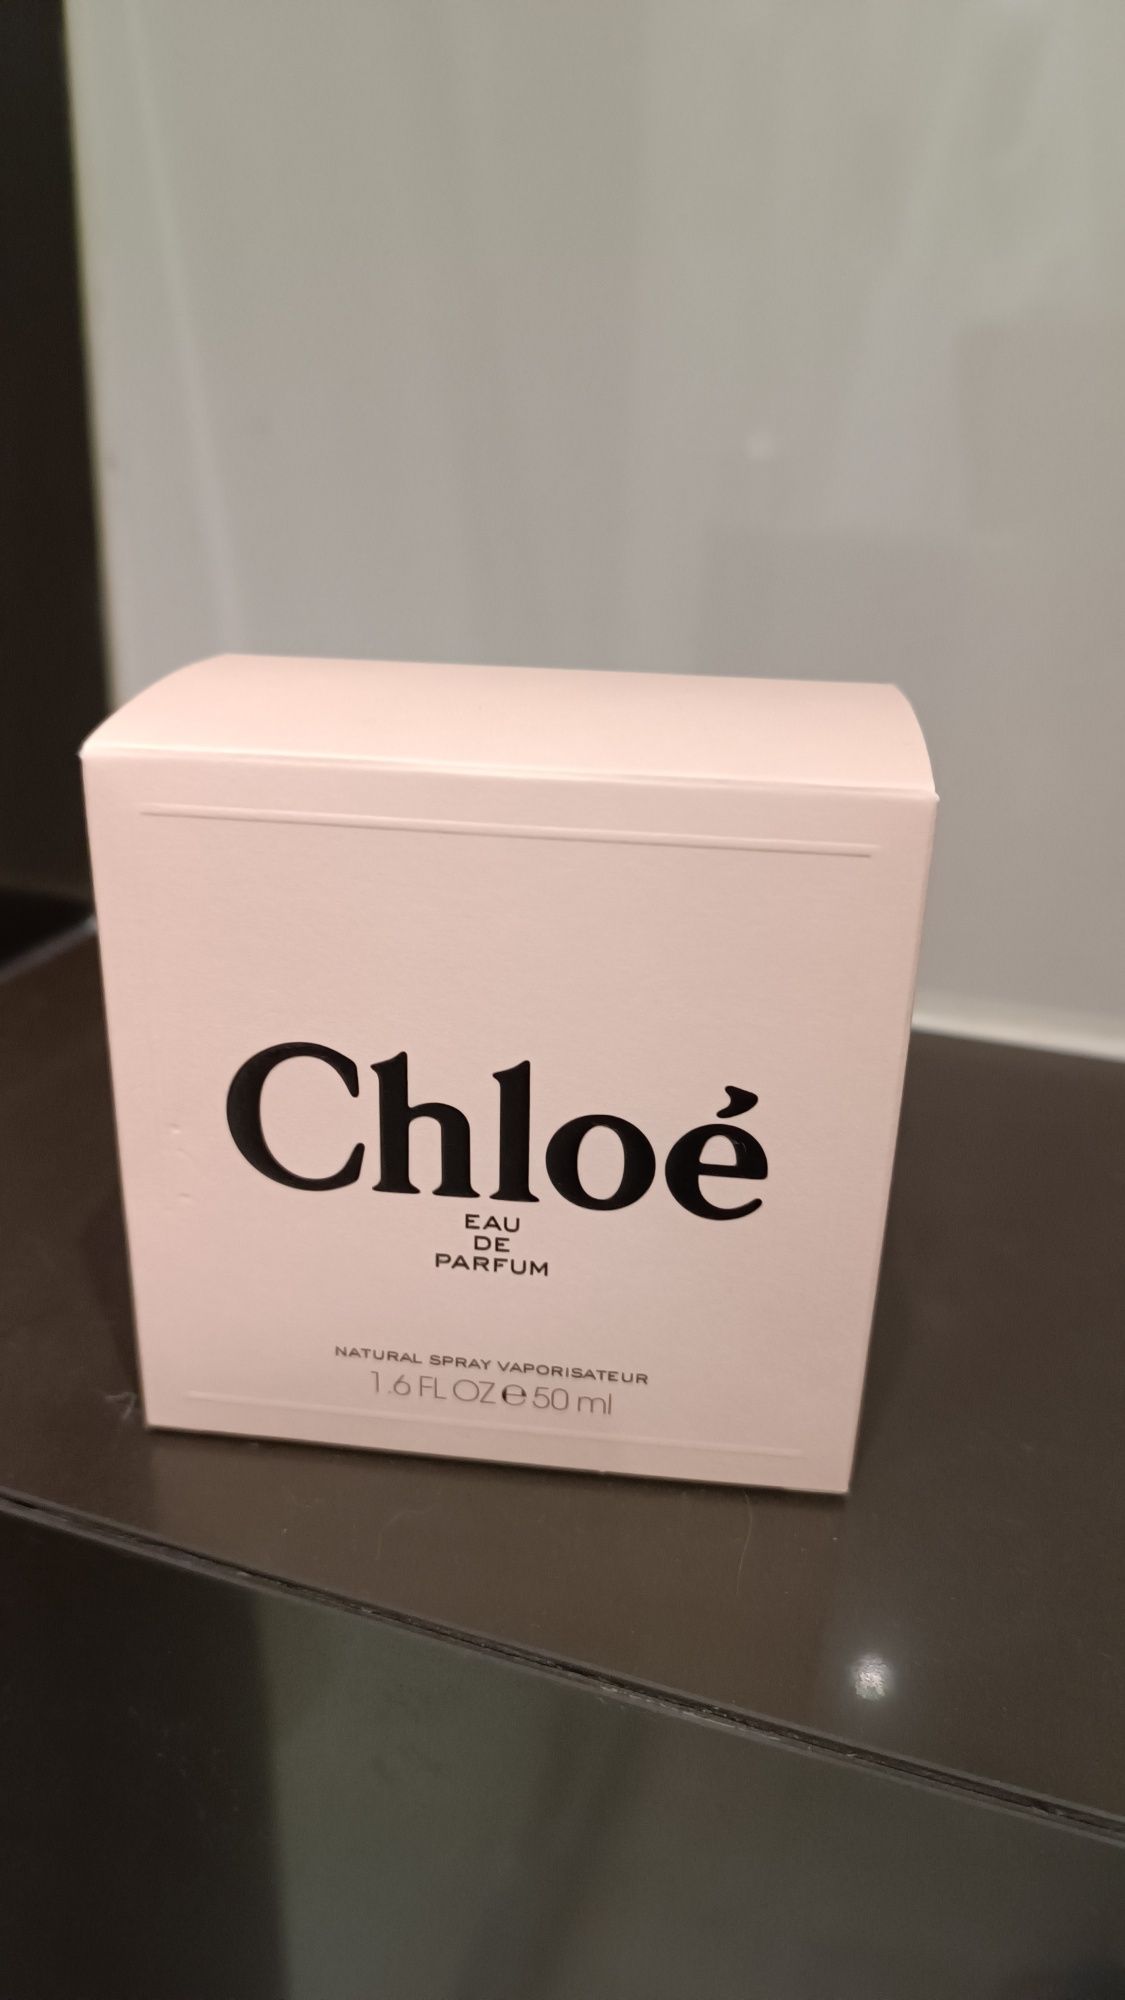 Chloé
EAU
DE
PARFUM
NATURAL SPRAY VAPORISATEUR
1.6 FL OZ ℮ 50 ml